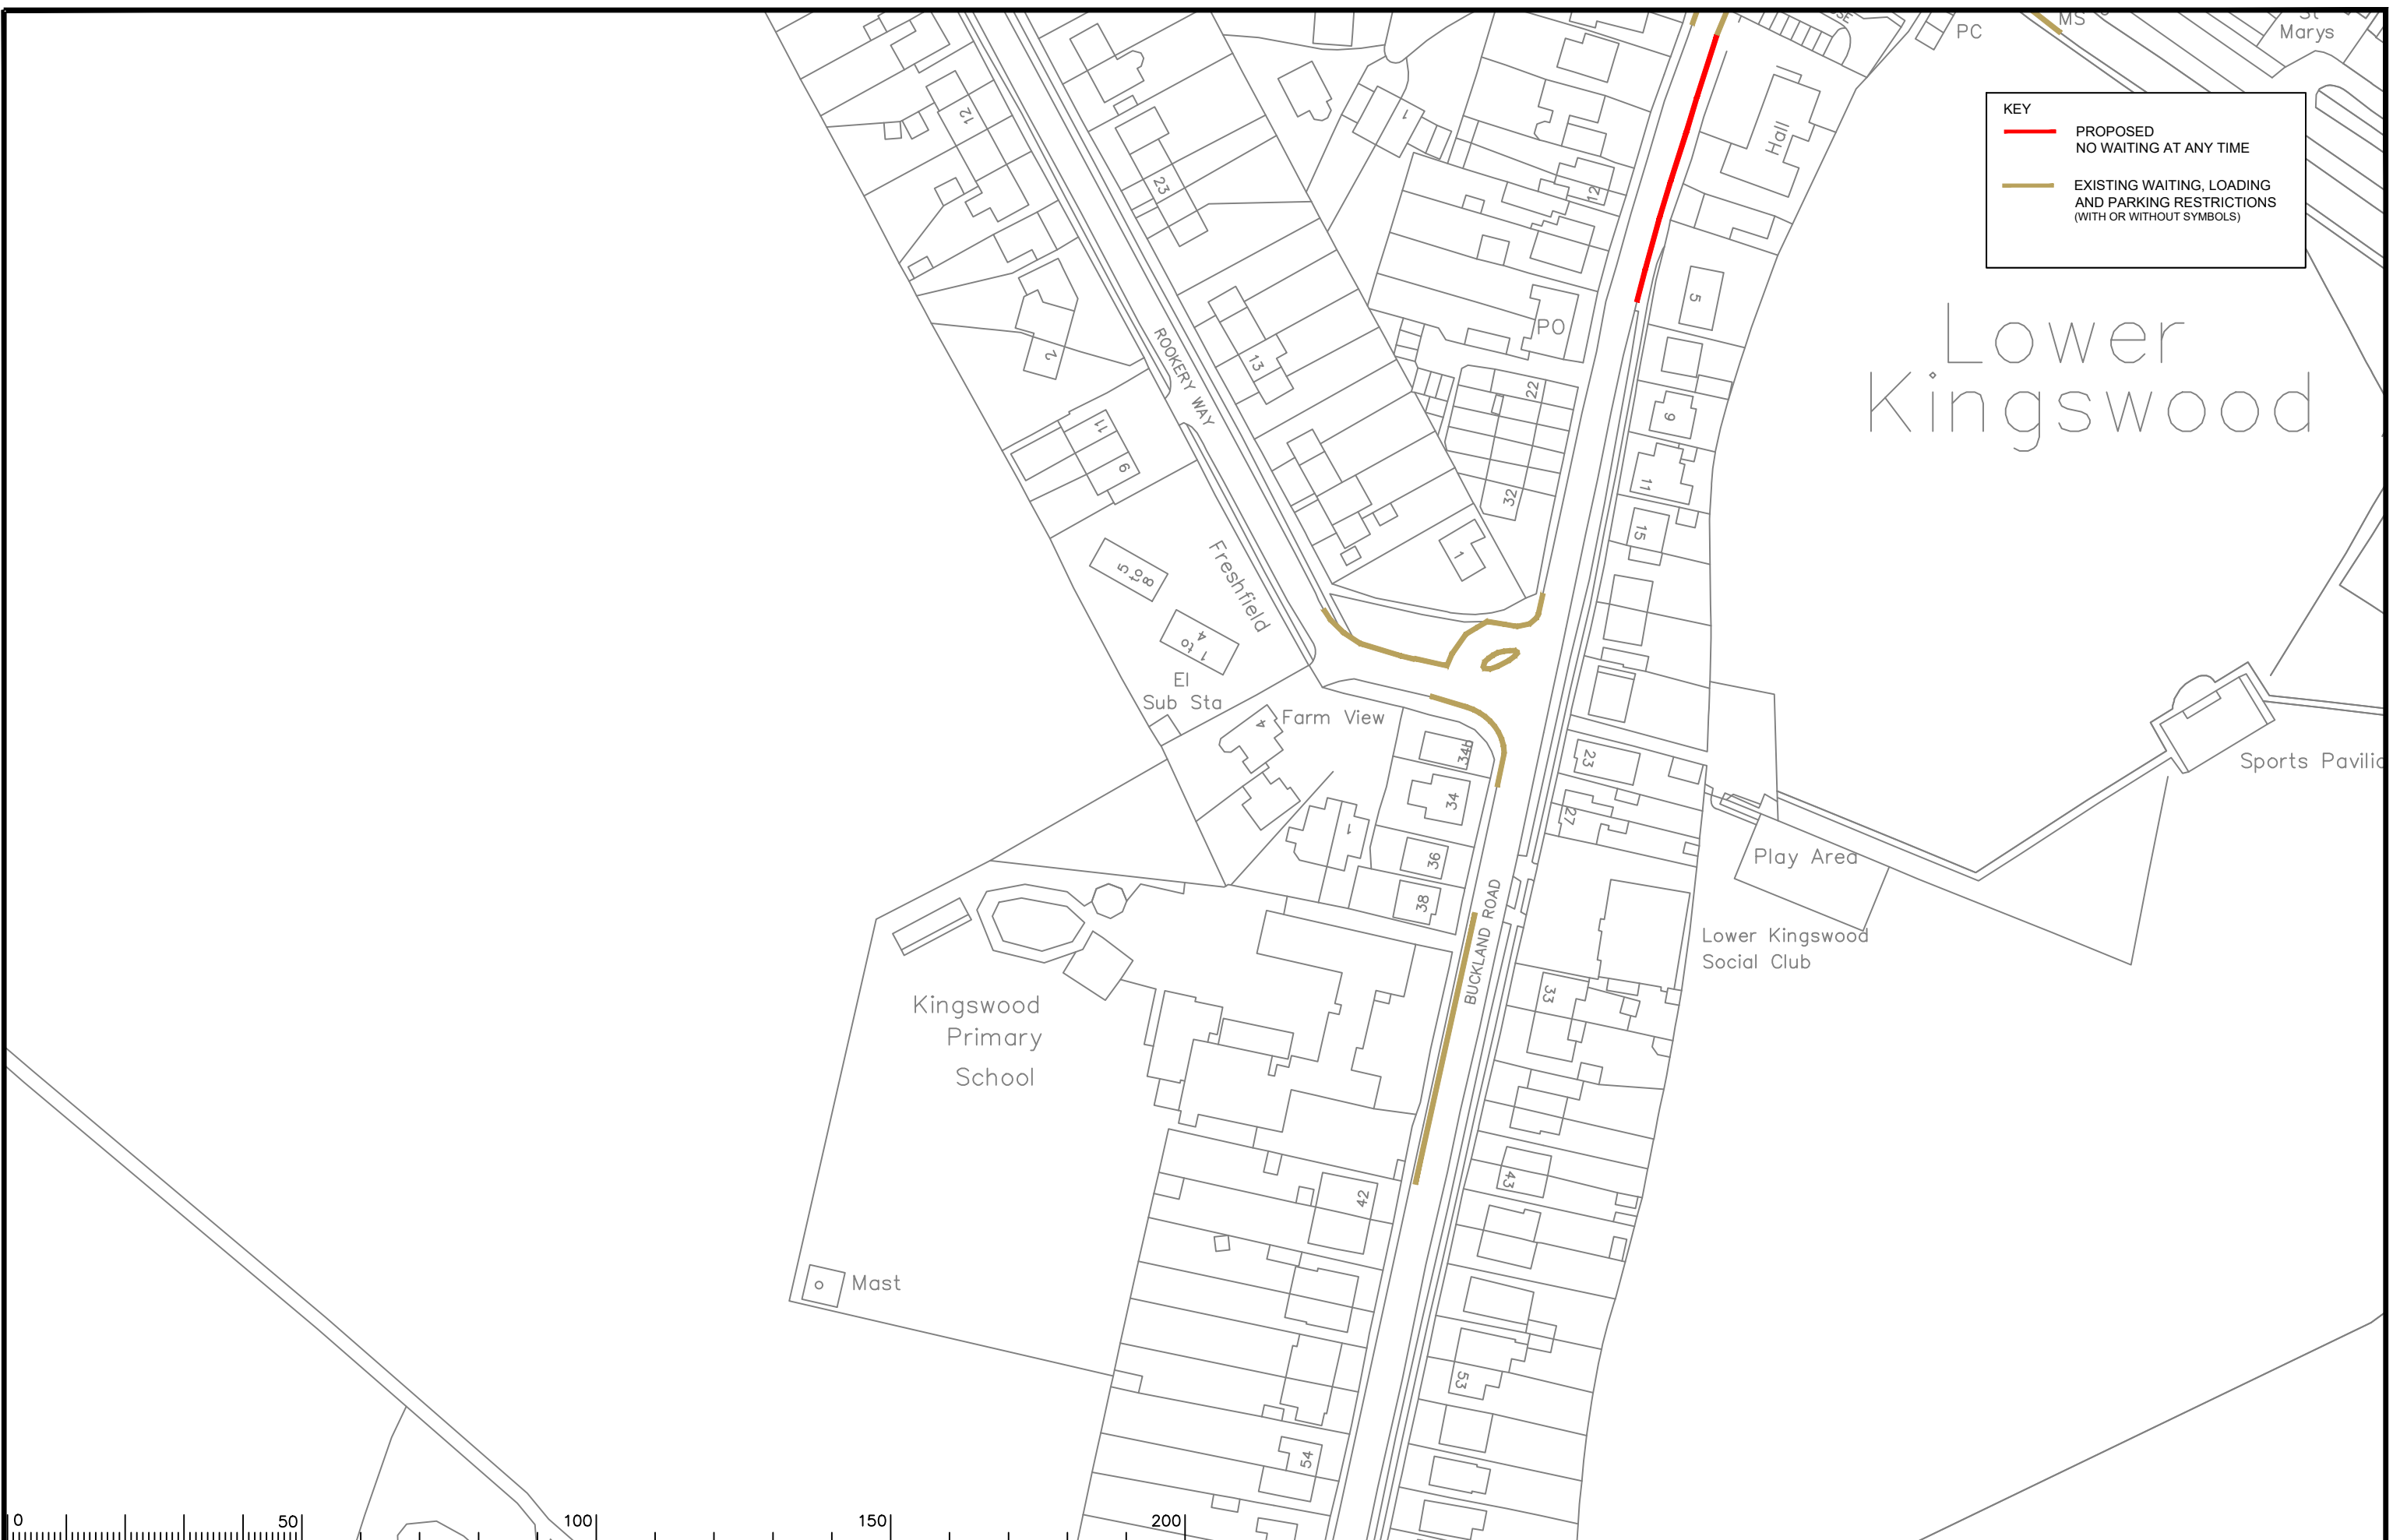 PC
MS
St
Marys
KEY
PROPOSED
NO WAITING AT ANY TIME
EXISTING WAITING, LOADING
AND PARKING RESTRICTIONS
(WITH OR WITHOUT SYMBOLS)
Lower
Kingswood
12
23
1
12
Hall
5
PO
2
ROOKERY WAY
13
22
9
11
9
11
32
15
1
Freshfield
5 to 8
1 to 4
El
Sub Sta
Farm View
4
34b
23
34
27
1
36
38
Sports Pavilio
Play Area
BUCKLAND ROAD
Lower Kingswood
Social Club
33
Kingswood
Primary
School
42
43
Mast
53
54
0
50
100
150
200